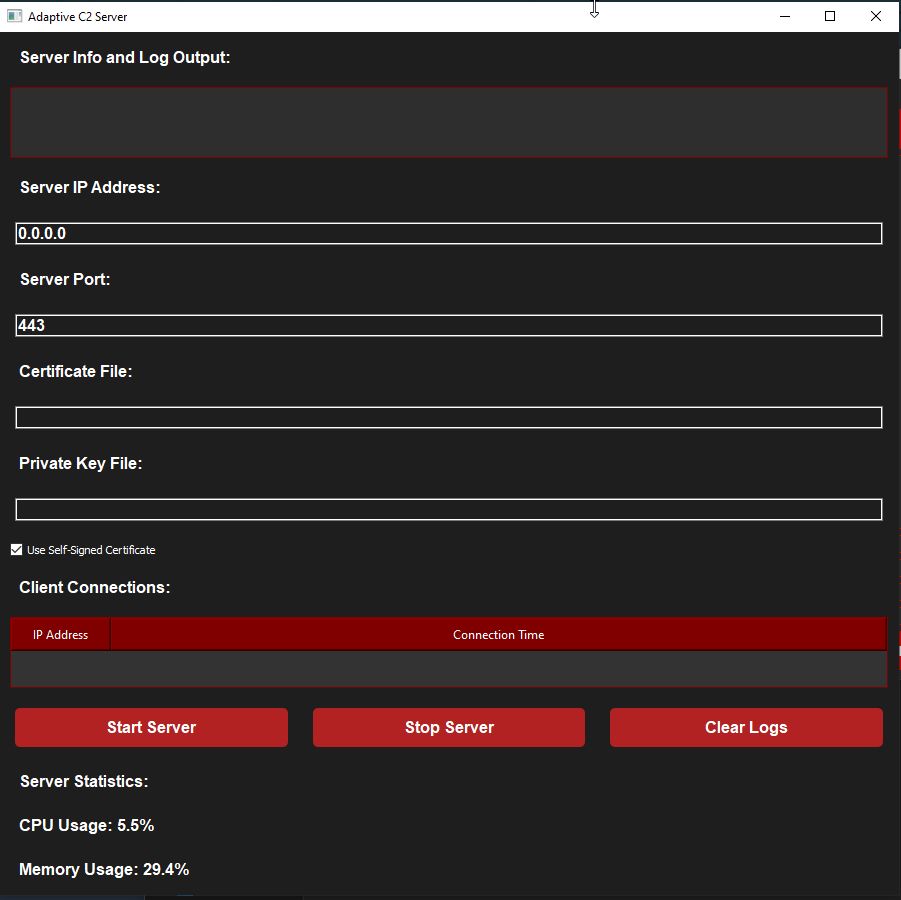 Adaptive C2 Server
Server Info and Log Output:
Server IP Address:
0.0.0.0
Server Port:
443
Certificate File:
Private Key File:
Use Self-Signed Certificate
Client Connections:
IP Address Connection Time
Start Server Stop Server Clear Logs
Server Statistics:
CPU Usage: 5.5%
Memory Usage: 29.4%